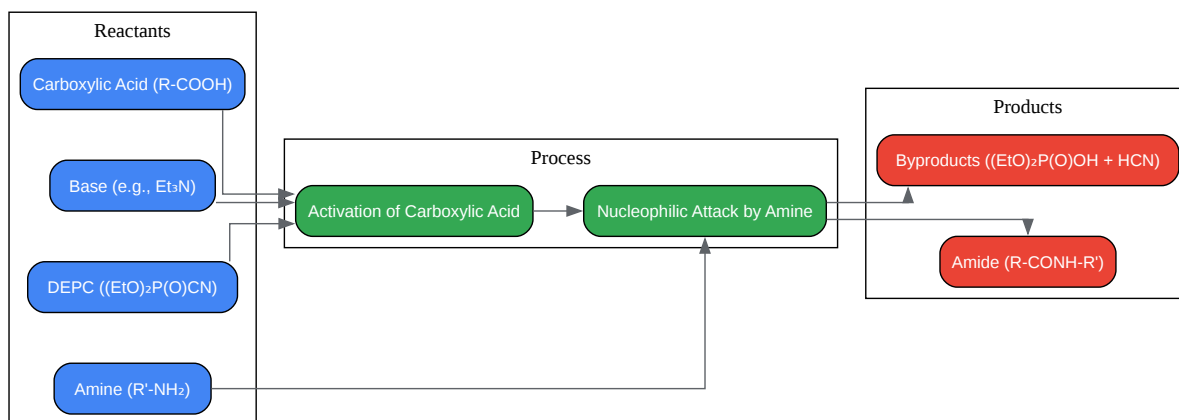 Reactants
Carboxylic Acid (R-COOH)
Base (e.g., Et₃N)
DEPC ((EtO)₂P(O)CN)
Amine (R'-NH₂)
Process
Activation of Carboxylic Acid
Nucleophilic Attack by Amine
Products
Byproducts ((EtO)₂P(O)OH + HCN)
Amide (R-CONH-R')